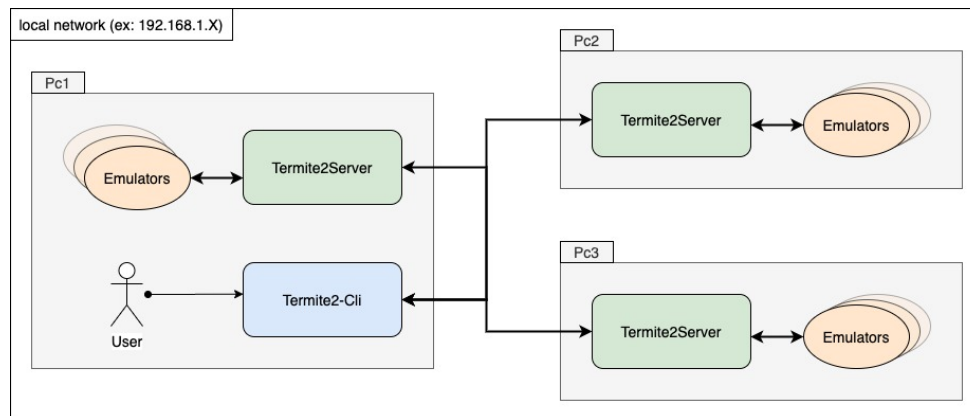 local network (ex: 192.168.1.X)
Pc1
Emulators
Termite2Server
User
Termite2-Cli
Pc2
Termite2Server
Emulators
Pc3
Termite2Server
Emulators